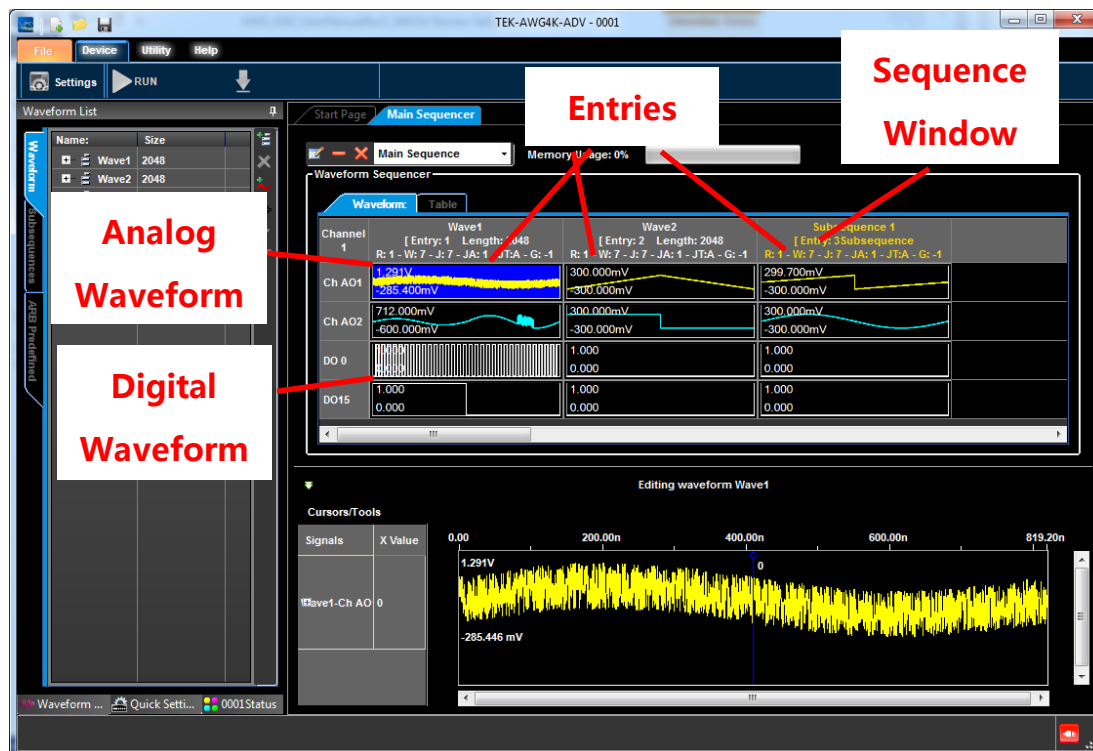 TEK-AWG4K-ADV - 0001
File Device Utility Help
Settings RUN
Sequence
Window
Entries
Waveform List
Start Page Main Sequencer
Name: Size
Wave1 2048
Wave2 2048
Waveform
Subsequences
ARB Predefined
Main Sequence Memory Usage: 0%
Waveform Sequencer
Waveform: Table
Channel
1
Wave1
[ Entry: 1 Length: 2048
R: 1 - W: 7 - J: 7 - JA: 1 - JT:A - G: -1
Wave2
[ Entry: 2 Length: 2048
R: 1 - W: 7 - J: 7 - JA: 1 - JT:A - G: -1
Subsequence 1
[ Entry: 3Subsequence
R: 1 - W: 7 - J: 7 - JA: 1 - JT:A - G: -1
Analog
Waveform
Digital
Waveform
Ch AO1
1.291V
-285.400mV
300.000mV
-300.000mV
299.700mV
-300.000mV
Ch AO2
712.000mV
-600.000mV
300.000mV
-300.000mV
300.000mV
-300.000mV
DO 0
1.000
0.000
1.000
0.000
1.000
0.000
DO15
1.000
0.000
1.000
0.000
1.000
0.000
Editing waveform Wave1
Cursors/Tools
Signals X Value 0.00 200.00n 400.00n 600.00n 819.20n
1.291V
0
Wave1-Ch AO 0
-285.446 mV
Waveform ... Quick Setti... 0001Status